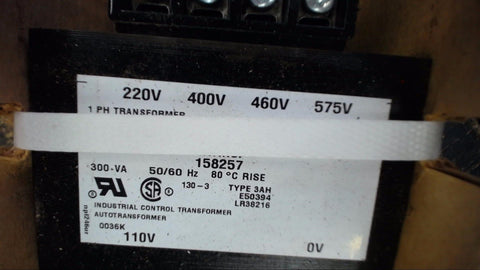 220V 400V 460V 575V
1 PH TRANSFORMER
158257
300-VA 50/60 Hz 80 °C RISE
130-3 TYPE 3AH
E50394
LR38216
INDUSTRIAL CONTROL TRANSFORMER
AUTOTRANSFORMER
0036K
110V 0V